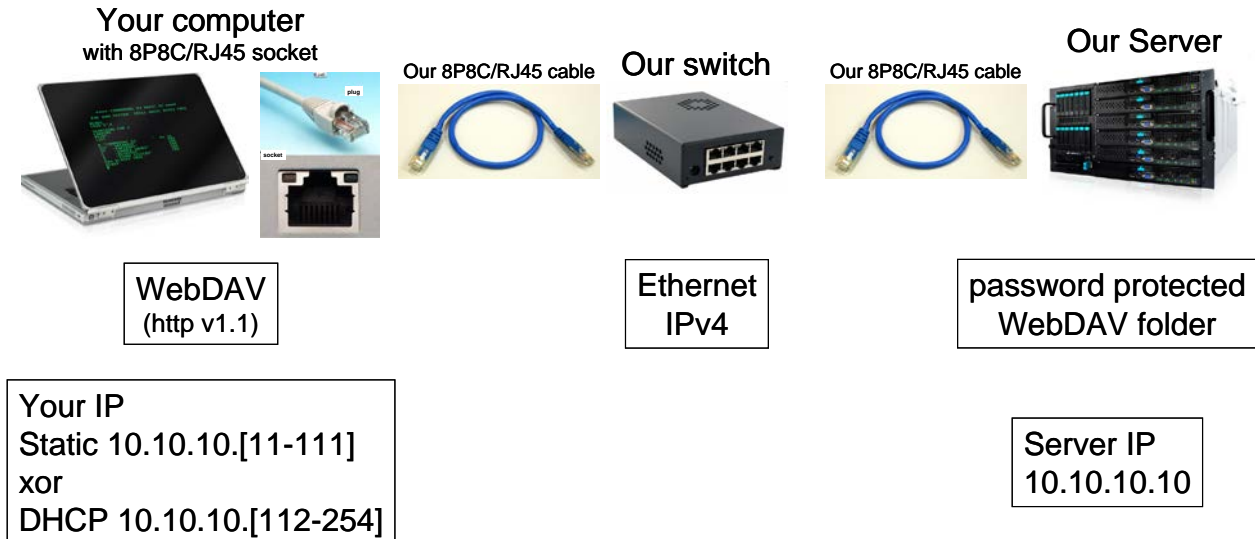 Your computer
with 8P8C/RJ45 socket
plug
socket
Our 8P8C/RJ45 cable
Our switch
Our 8P8C/RJ45 cable
Our Server
WebDAV
(http v1.1)
Ethernet
IPv4
password protected
WebDAV folder
Your IP
Static 10.10.10.[11-111]
xor
DHCP 10.10.10.[112-254]
Server IP
10.10.10.10